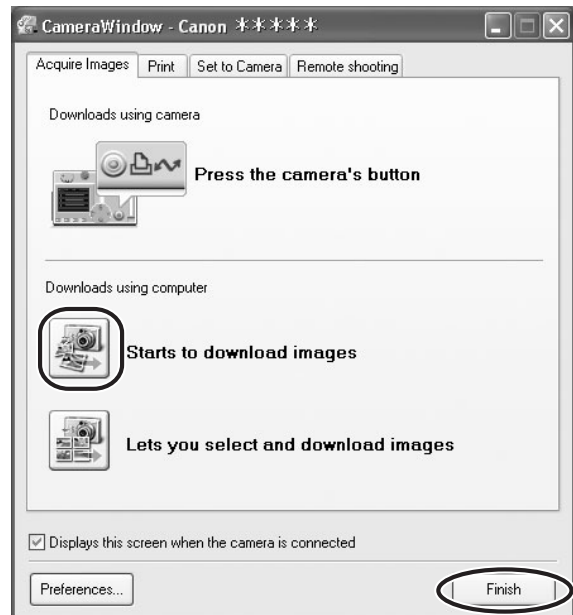 CameraWindow - Canon *****
Acquire Images Print Set to Camera Remote shooting
Downloads using camera
Press the camera's button
Downloads using computer
Starts to download images
Lets you select and download images
Displays this screen when the camera is connected
Preferences... Finish